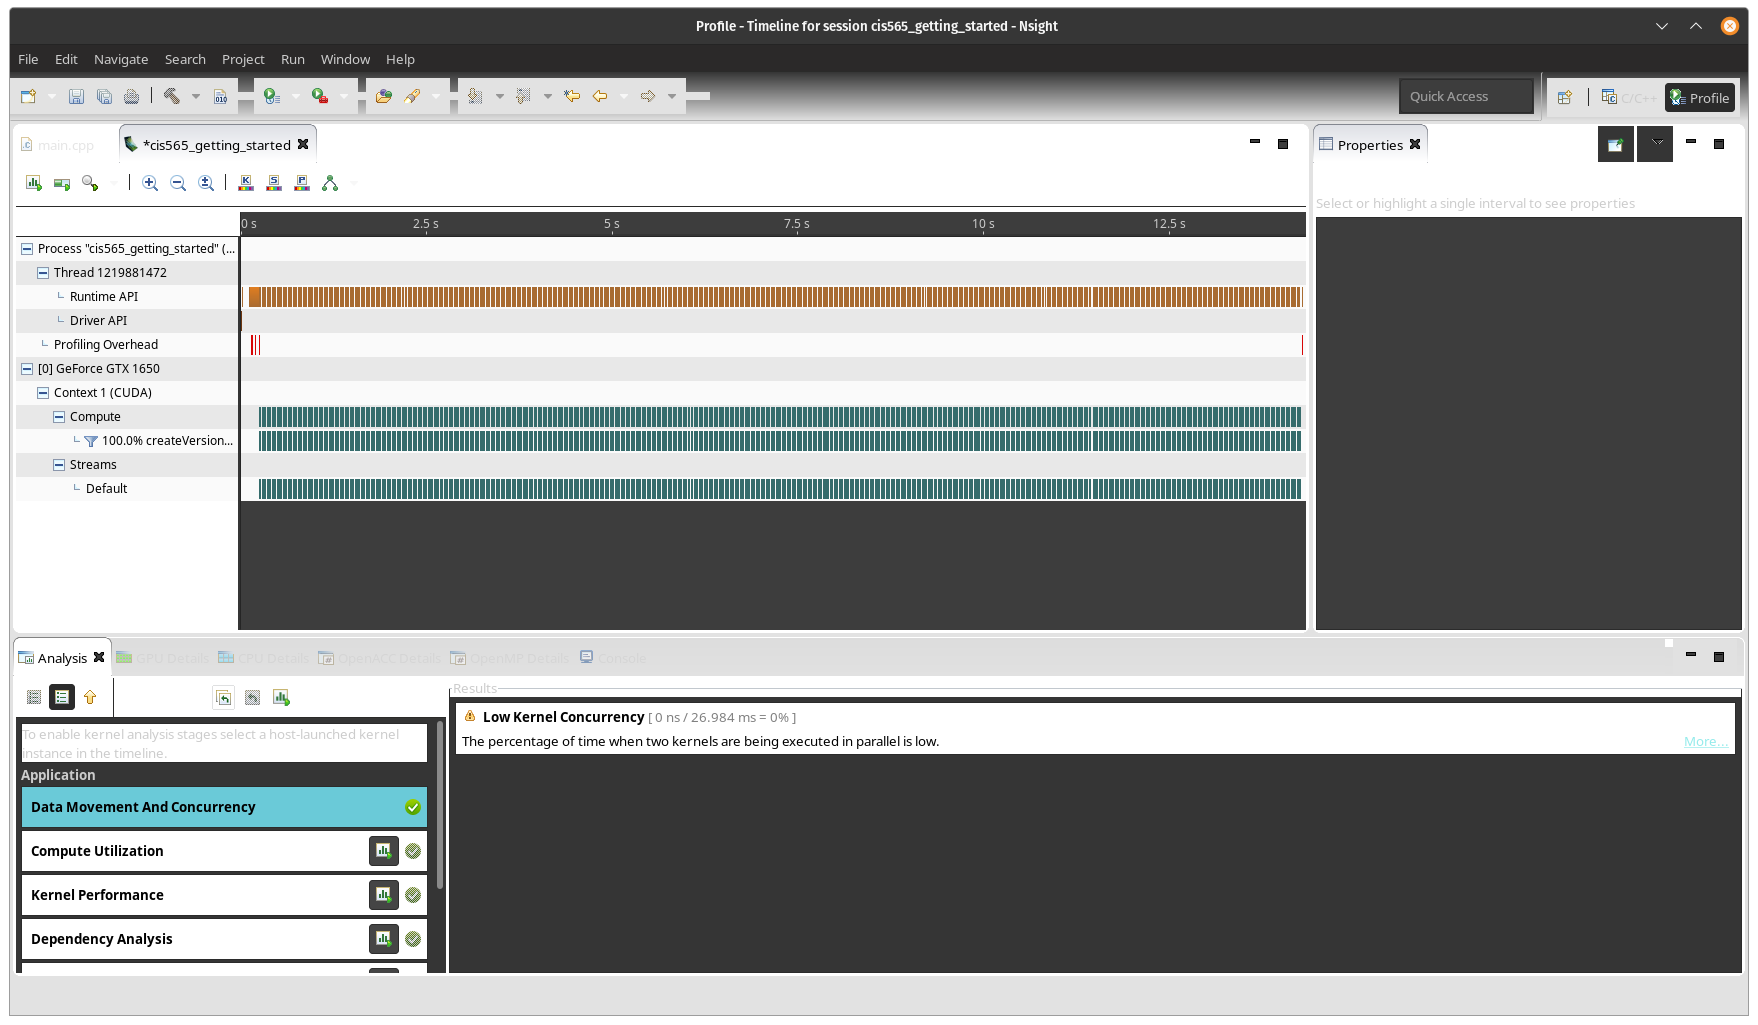 Profile - Timeline for session cis565_getting_started - Nsight
File Edit Navigate Search Project Run Window Help
010
Quick Access
C/C++
Profile
main.cpp
*cis565_getting_started
Properties
K S P
Select or highlight a single interval to see properties
0 s 2.5 s 5 s 7.5 s 10 s 12.5 s
Process "cis565_getting_started" (...
Thread 1219881472
Runtime API
Driver API
Profiling Overhead
[0] GeForce GTX 1650
Context 1 (CUDA)
Compute
100.0% createVersion...
Streams
Default
Analysis GPU Details CPU Details OpenACC Details OpenMP Details Console
Results
Low Kernel Concurrency [ 0 ns / 26.984 ms = 0% ]
The percentage of time when two kernels are being executed in parallel is low.
More...
To enable kernel analysis stages select a host-launched kernel
instance in the timeline.
Application
Data Movement And Concurrency
Compute Utilization
Kernel Performance
Dependency Analysis